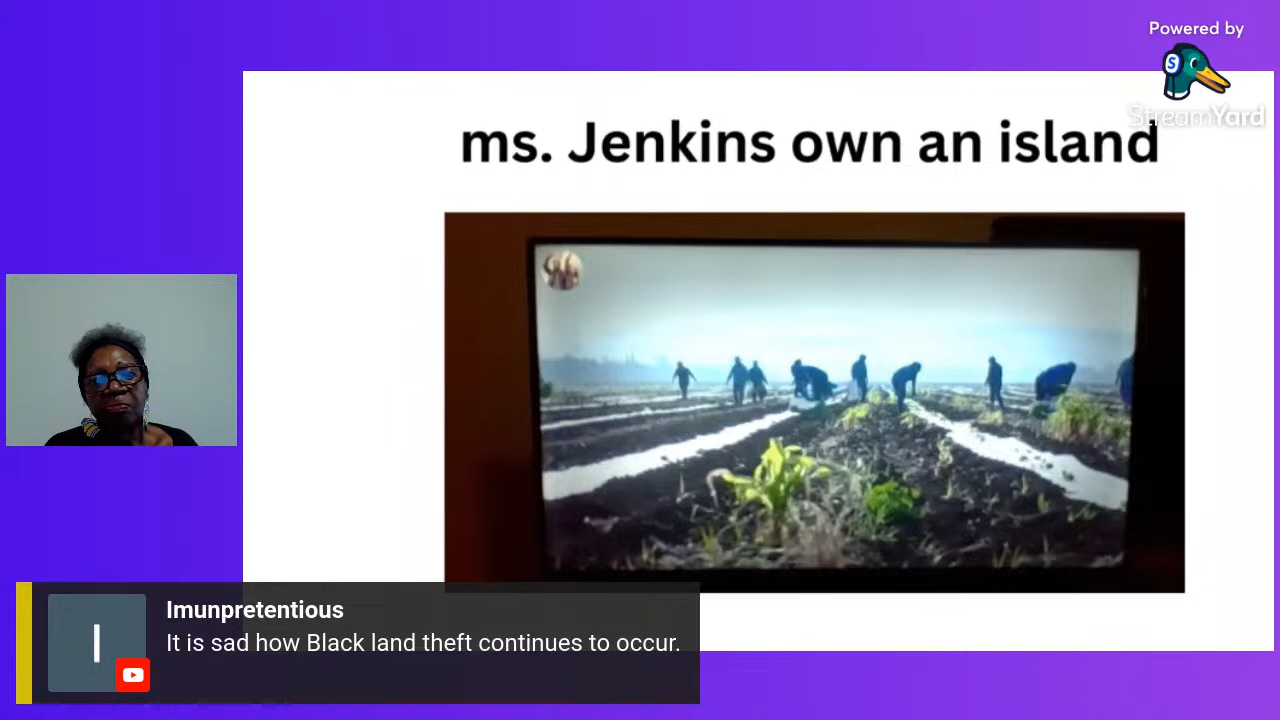 Powered by
StreamYard
ms. Jenkins own an island
I
Imunpretentious
It is sad how Black land theft continues to occur.